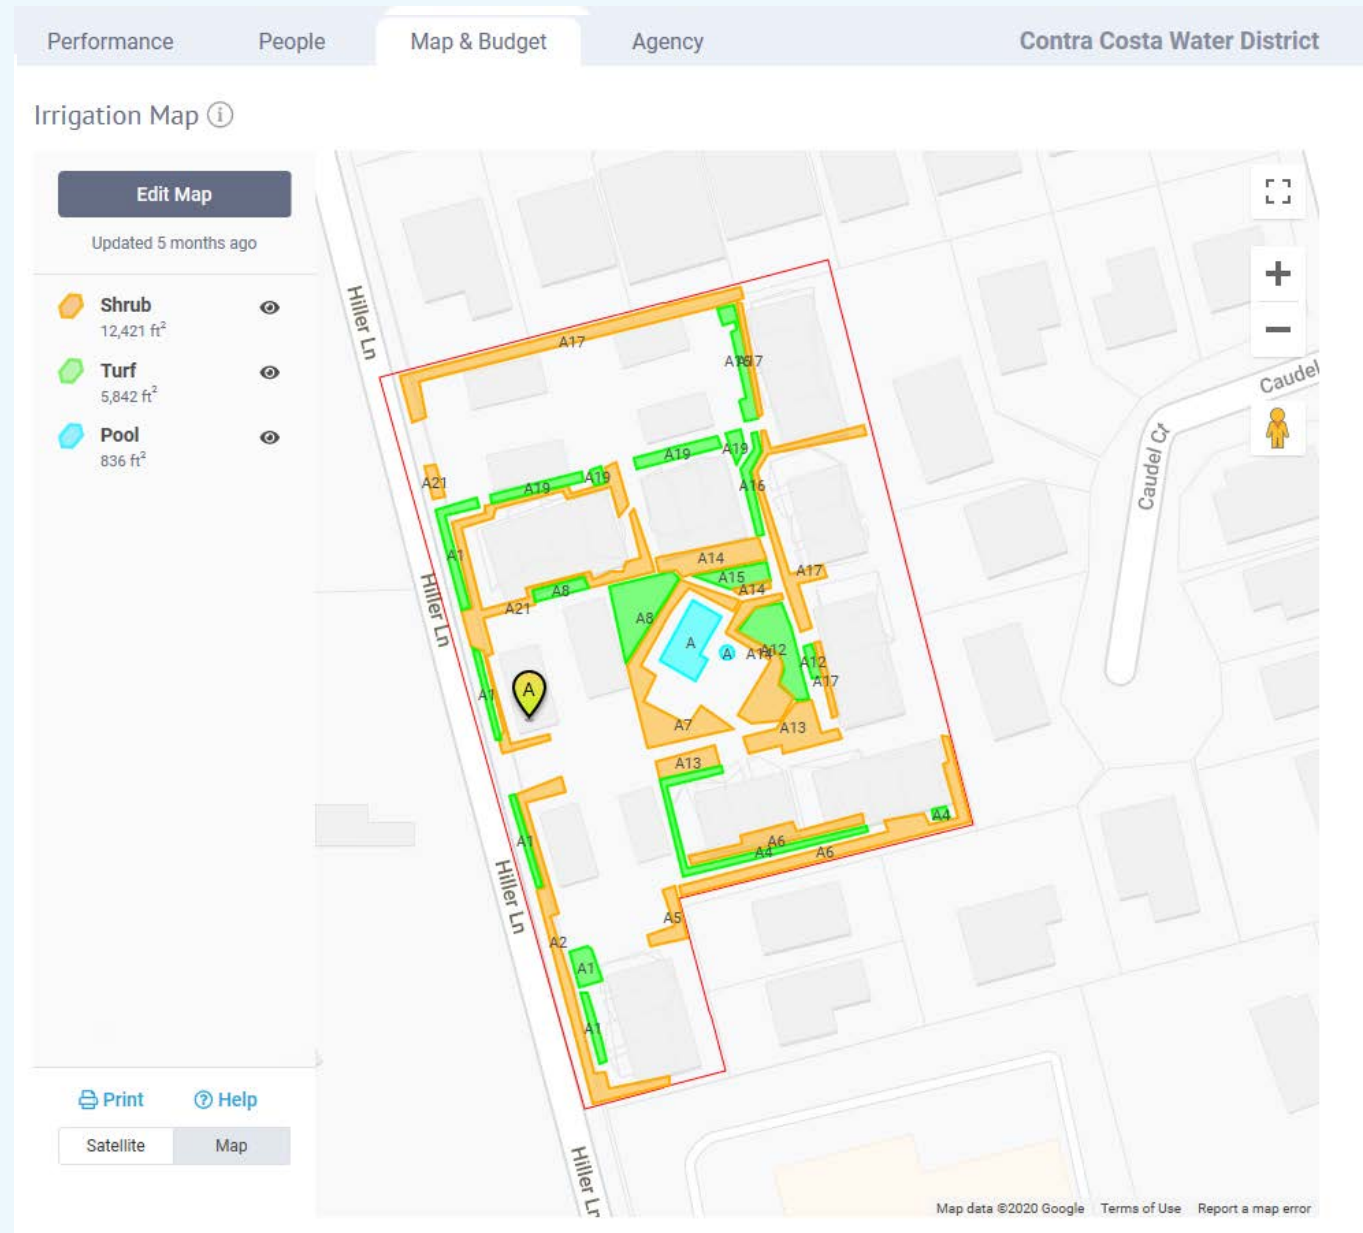 Performance People Map & Budget Agency Contra Costa Water District
Irrigation Map
Edit Map
Updated 5 months ago
Shrub
12,421 ft²
Turf
5,842 ft²
Pool
836 ft²
Print Help
Satellite Map
Hiller Ln
A17
A17
Caudel
Caudel Ct
A19
A19
A21
A19
A19
A16
A1
A14
A15
A17
Hiller Ln
A8
A14
A21
A8
A
A
A12
A12
A17
A1
A
A7
A13
A13
A4
A1
A6
A4
A6
Hiller Ln
A5
A2
A1
A1
Hiller Ln
Map data ©2020 Google Terms of Use Report a map error